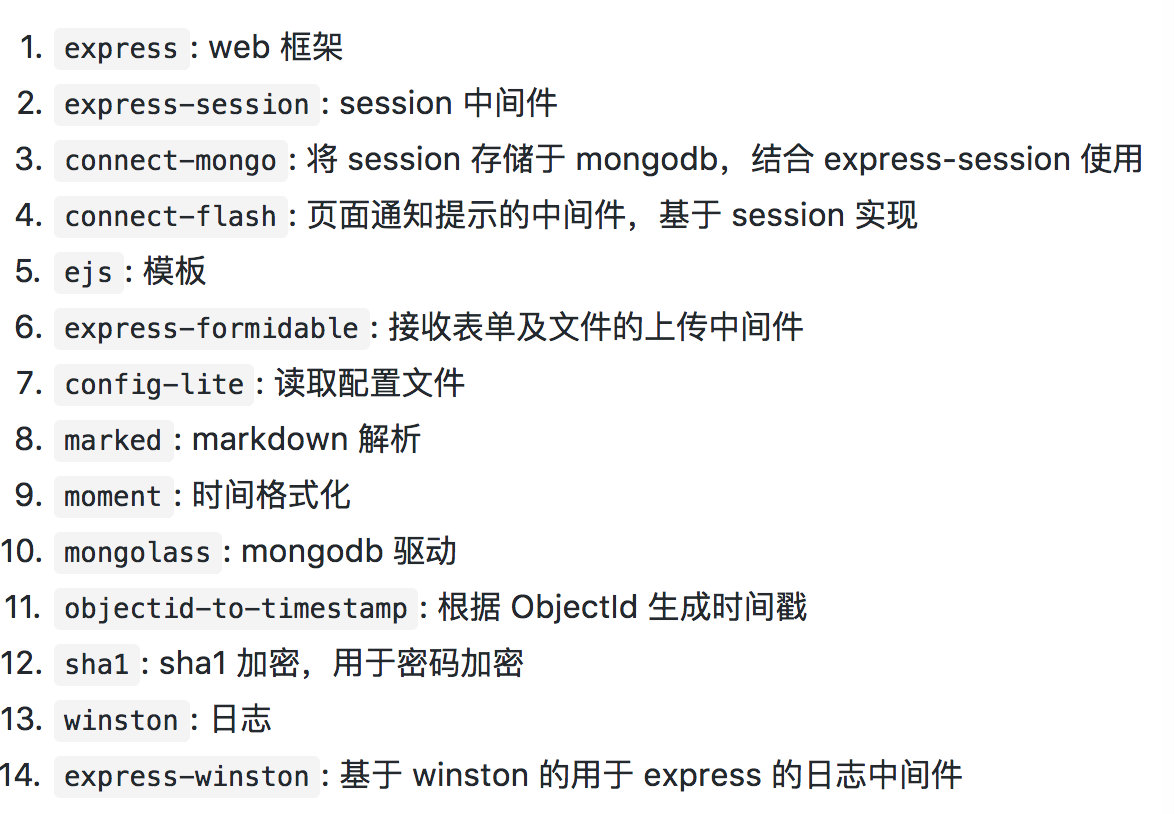 1. express: web 框架
2. express-session: session 中间件
3. connect-mongo: 将 session 存储于 mongodb，结合 express-session 使用
4. connect-flash: 页面通知提示的中间件，基于 session 实现
5. ejs: 模板
6. express-formidable: 接收表单及文件的上传中间件
7. config-lite: 读取配置文件
8. marked: markdown 解析
9. moment: 时间格式化
10. mongolass: mongodb 驱动
11. objectid-to-timestamp: 根据 ObjectId 生成时间戳
12. sha1: sha1 加密，用于密码加密
13. winston: 日志
14. express-winston: 基于 winston 的用于 express 的日志中间件